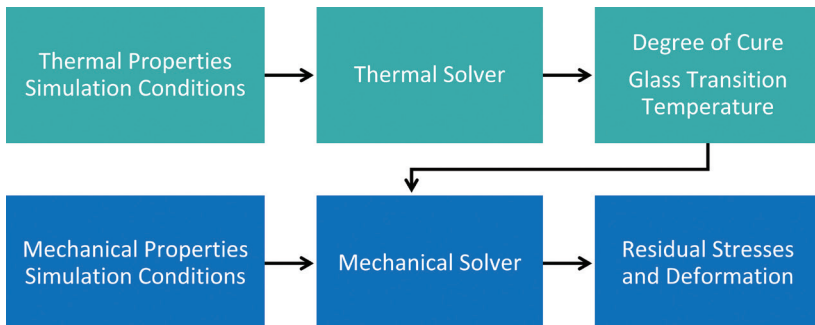 Thermal Properties
Simulation Conditions
Thermal Solver
Degree of Cure
Glass Transition
Temperature
Mechanical Properties
Simulation Conditions
Mechanical Solver
Residual Stresses
and Deformation